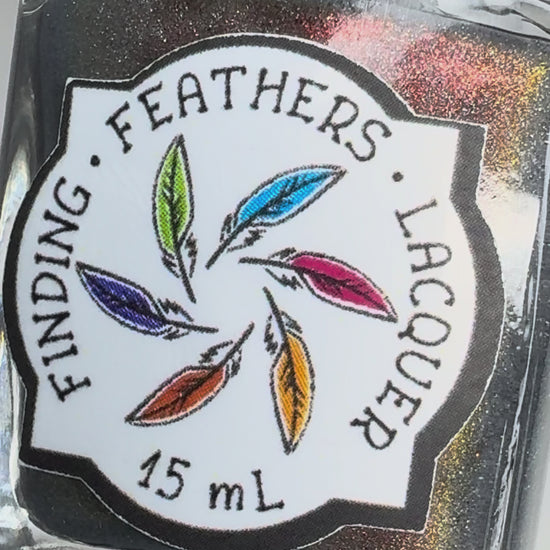 FINDING • FEATHERS • LACQUER
15 mL